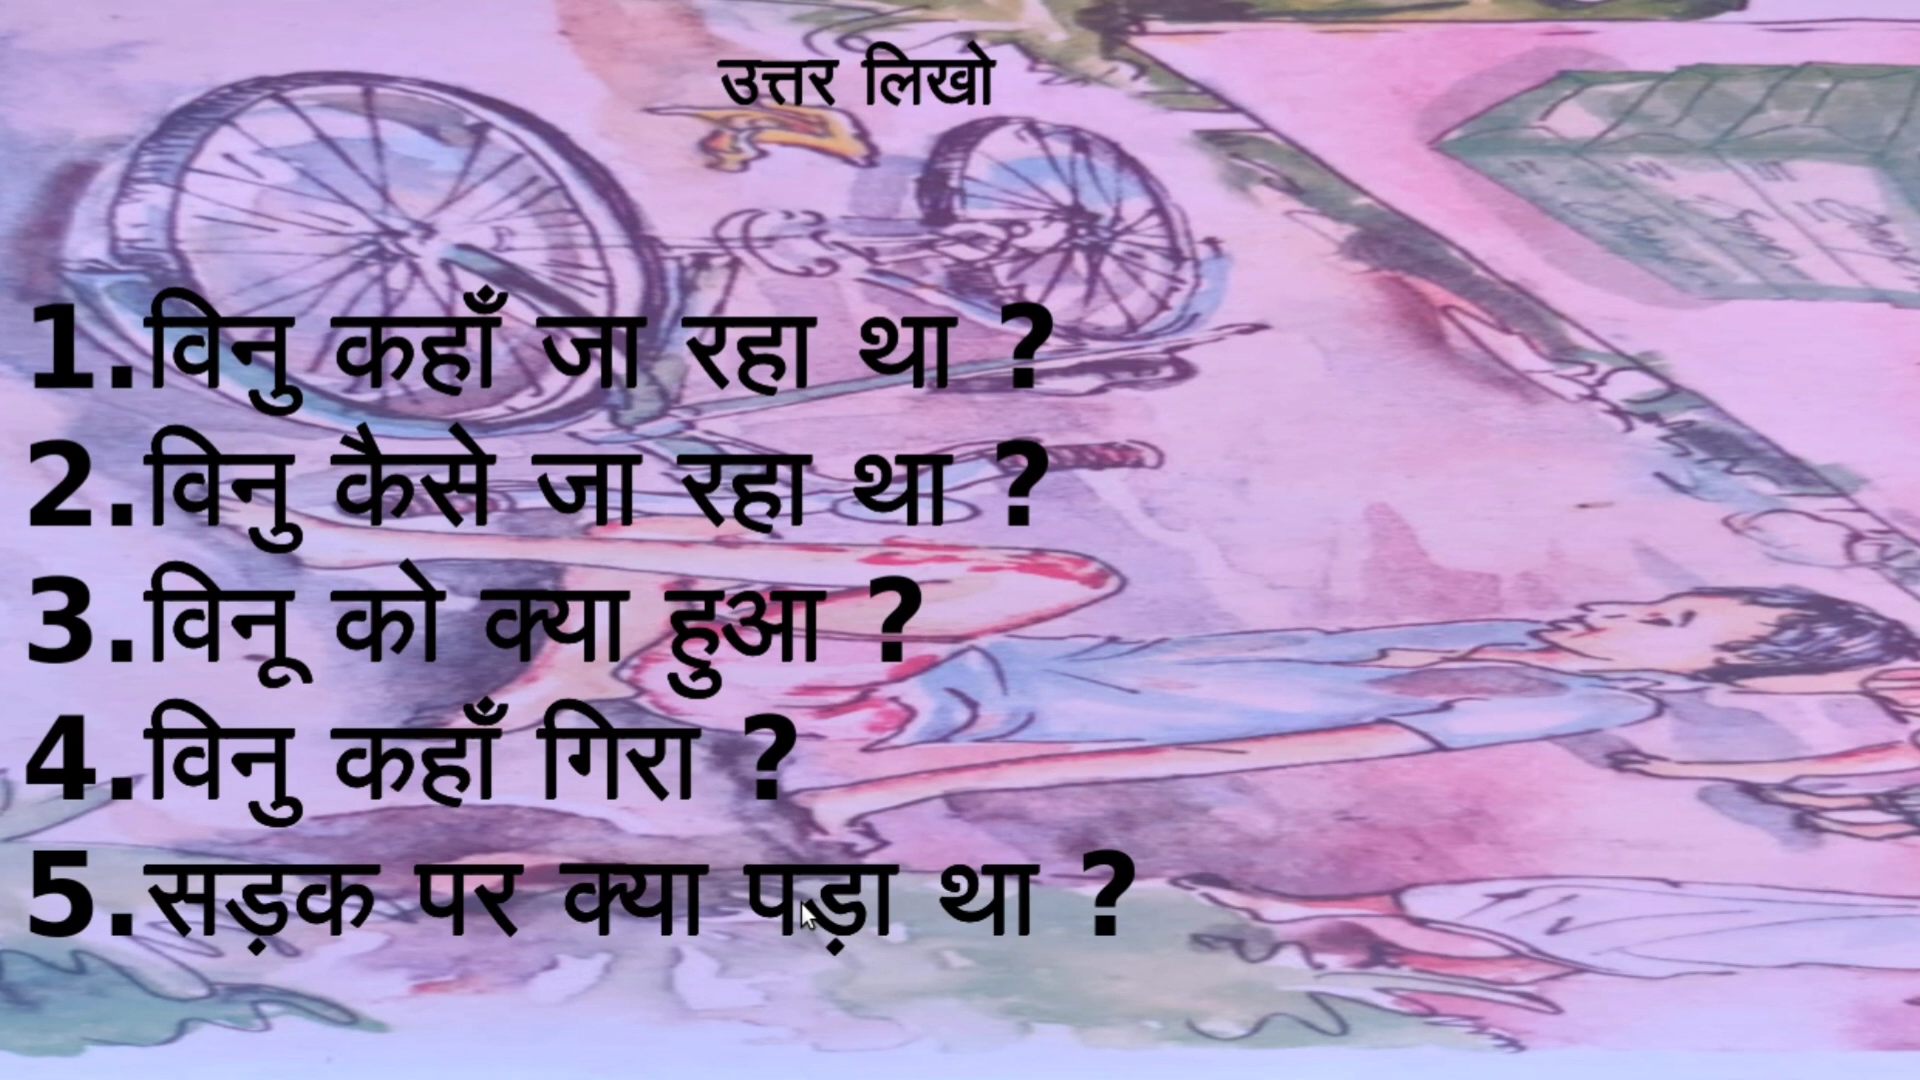 उत्तर लिखो
1.विनु कहाँ जा रहा था ?
2.विनु कैसे जा रहा था ?
3.विनू को क्या हुआ ?
4.विनु कहाँ गिरा ?
5.सड़क पर क्या पड़ा था ?